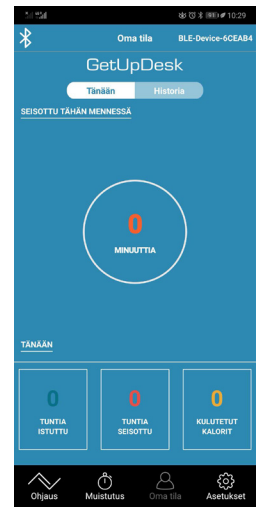 10:29
Oma tila
BLE-Device-6CEAB4
GetUpDesk
Tänään
Historia
SEISOTTU TÄHÄN MENNESSÄ
0
MINUUTTIA
TÄNÄÄN
0
TUNTIA
ISTUTTU
0
TUNTIA
SEISOTTU
0
KULUTETUT
KALORIT
Ohjaus
Muistutus
Oma tila
Asetukset